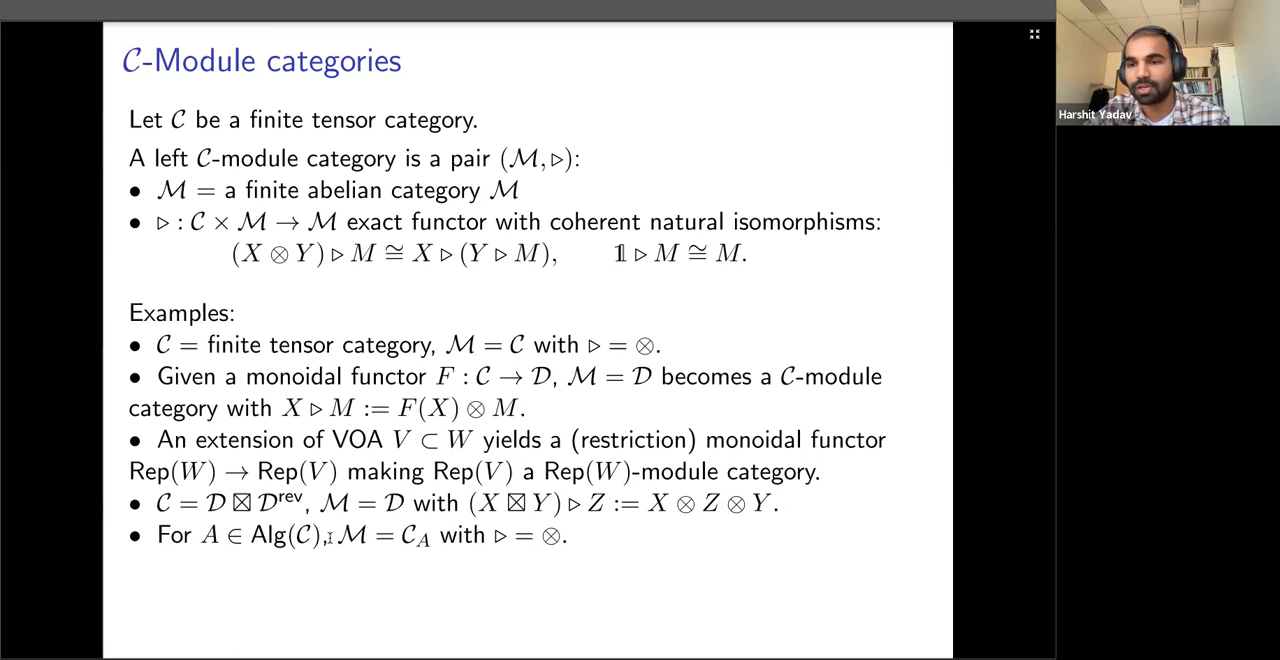 𝒞-Module categories
Let 𝒞 be a finite tensor category.
A left 𝒞-module category is a pair (ℳ, ▷):
• ℳ = a finite abelian category ℳ
• ▷ : 𝒞 × ℳ → ℳ exact functor with coherent natural isomorphisms:
(X ⊗ Y) ▷ M ≅ X ▷ (Y ▷ M), 𝟙 ▷ M ≅ M.
Examples:
• 𝒞 = finite tensor category, ℳ = 𝒞 with ▷ = ⊗.
• Given a monoidal functor F : 𝒞 → 𝒟, ℳ = 𝒟 becomes a 𝒞-module
category with X ▷ M := F(X) ⊗ M.
• An extension of VOA V ⊂ W yields a (restriction) monoidal functor
Rep(W) → Rep(V) making Rep(V) a Rep(W)-module category.
• 𝒞 = 𝒟 ⊠ 𝒟^rev, ℳ = 𝒟 with (X ⊠ Y) ▷ Z := X ⊗ Z ⊗ Y.
• For A ∈ Alg(𝒞), ℳ = 𝒞_A with ▷ = ⊗.
Harshit Yadav